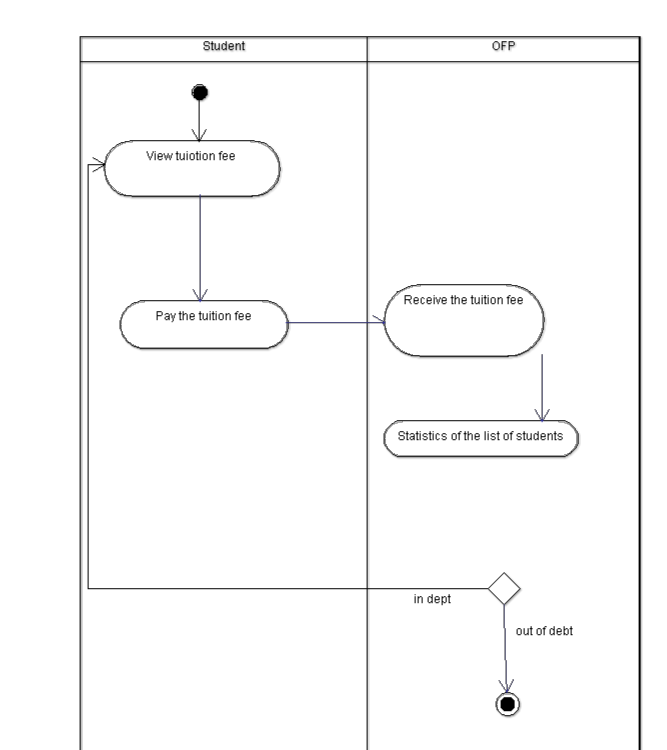 Student
OFP
View tuiotion fee
Pay the tuition fee
Receive the tuition fee
Statistics of the list of students
in dept
out of debt